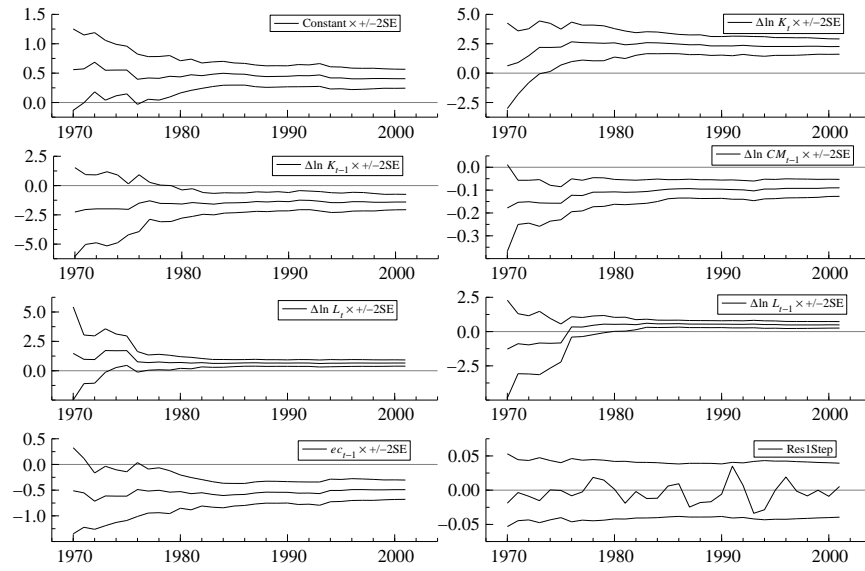 Constant × +/−2SE
1.5
1.0
0.5
0.0
1970 1980 1990 2000
Δln K_t × +/−2SE
5.0
2.5
0.0
−2.5
1970 1980 1990 2000
Δln K_{t−1} × +/−2SE
2.5
0.0
−2.5
−5.0
1970 1980 1990 2000
Δln CM_{t−1} × +/−2SE
0.0
−0.1
−0.2
−0.3
1970 1980 1990 2000
Δln L_t × +/−2SE
5.0
2.5
0.0
1970 1980 1990 2000
Δln L_{t−1} × +/−2SE
2.5
0.0
−2.5
1970 1980 1990 2000
ec_{t−1} × +/−2SE
0.5
0.0
−0.5
−1.0
1970 1980 1990 2000
Res1Step
0.05
0.00
−0.05
1970 1980 1990 2000